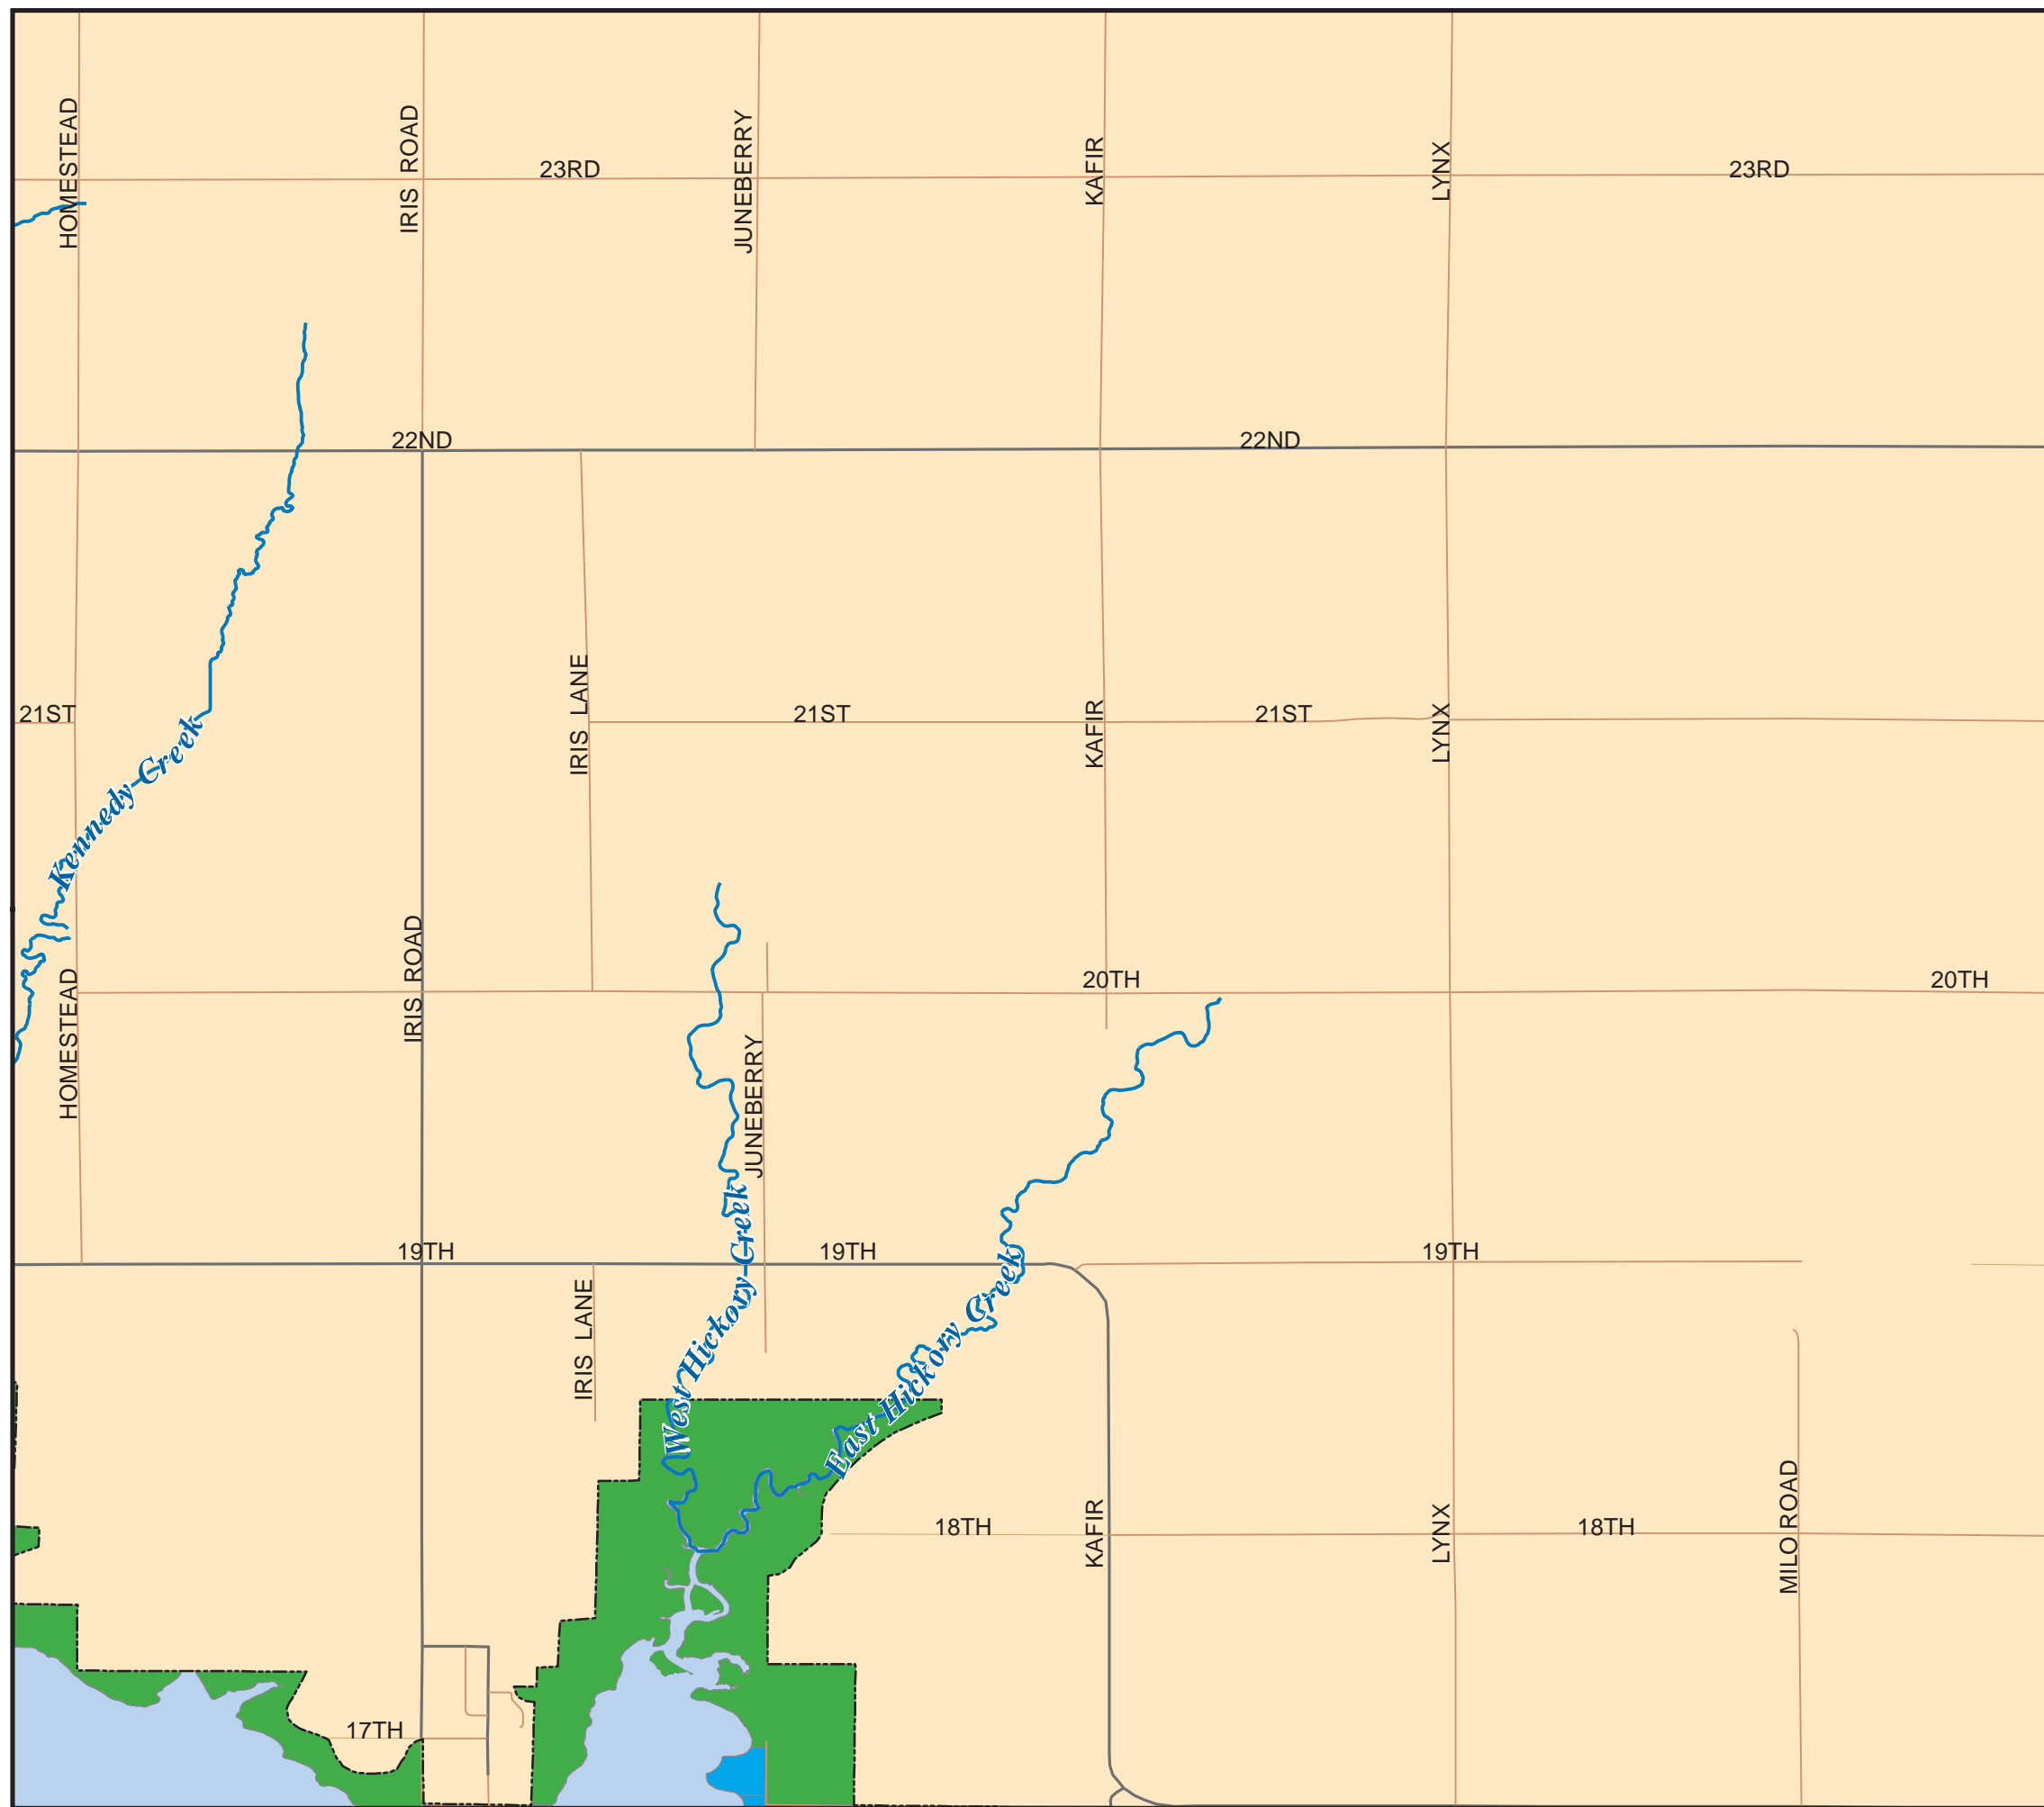 HOMESTEAD
IRIS ROAD
JUNEBERRY
KAFIR
LYNX
23RD
23RD
22ND
22ND
21ST
IRIS LANE
21ST
KAFIR
21ST
LYNX
Kennedy Creek
HOMESTEAD
IRIS ROAD
20TH
20TH
JUNEBERRY
West Hickory Creek
19TH
19TH
East Hickory Creek
19TH
IRIS LANE
18TH
KAFIR
LYNX
18TH
MILO ROAD
17TH